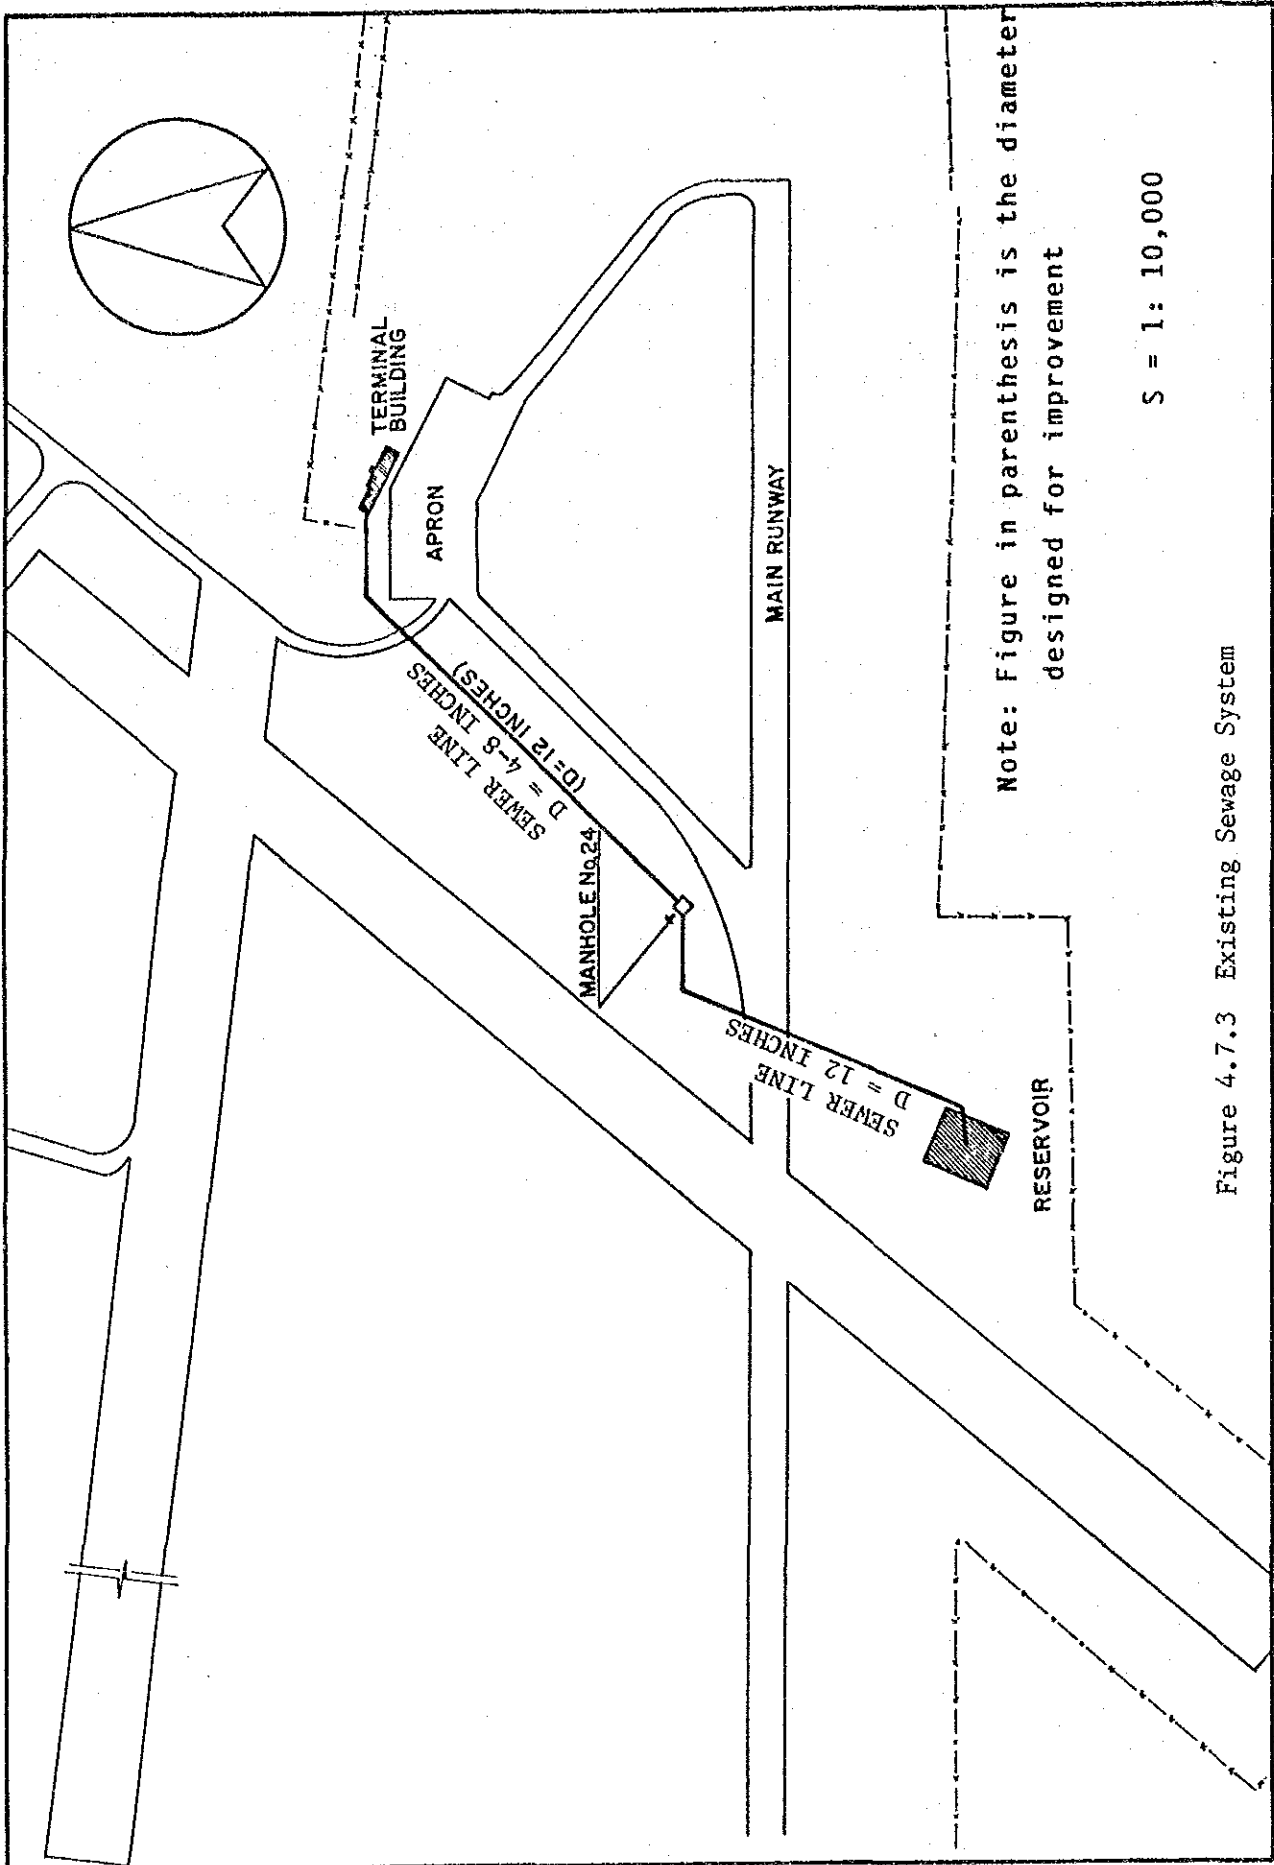 TERMINAL
BUILDING
APRON
SEWER LINE
D = 4-8 INCHES
(D=12 INCHES)
MANHOLE No.24
MAIN RUNWAY
SEWER LINE
D = 12 INCHES
RESERVOIR
Note: Figure in parenthesis is the diameter
designed for improvement
S = 1: 10,000
Figure 4.7.3 Existing Sewage System